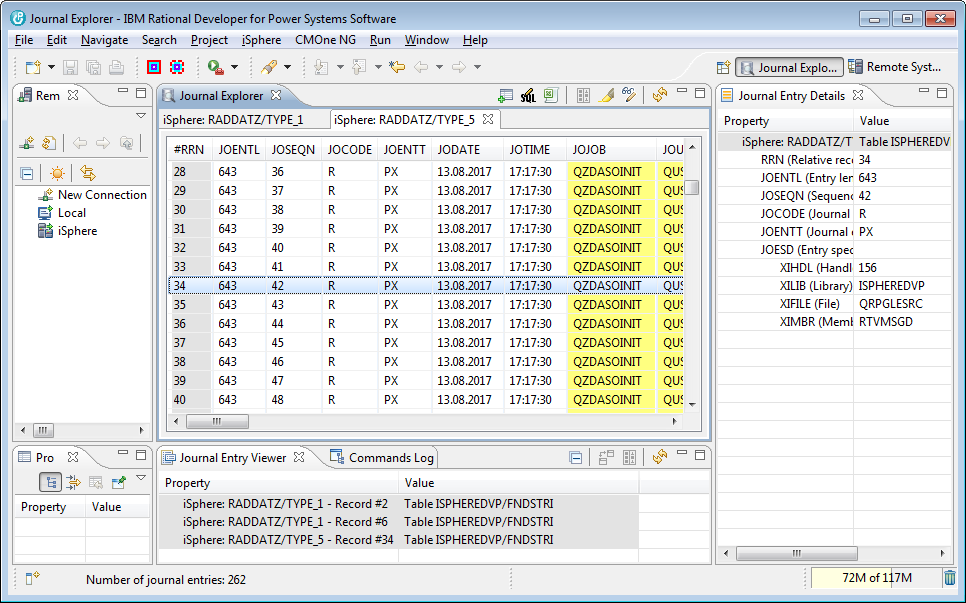 Journal Explorer - IBM Rational Developer for Power Systems Software
File Edit Navigate Search Project iSphere CMOne NG Run Window Help
Journal Explo... Remote Syst...
Rem
New Connection
Local
iSphere
Journal Explorer
SQL
iSphere: RADDATZ/TYPE_1 iSphere: RADDATZ/TYPE_5
#RRN JOENTL JOSEQN JOCODE JOENTT JODATE JOTIME JOJOB JOU
28 643 36 R PX 13.08.2017 17:17:30 QZDASOINIT QUS
29 643 37 R PX 13.08.2017 17:17:30 QZDASOINIT QUS
30 643 38 R PX 13.08.2017 17:17:30 QZDASOINIT QUS
31 643 39 R PX 13.08.2017 17:17:30 QZDASOINIT QUS
32 643 40 R PX 13.08.2017 17:17:30 QZDASOINIT QUS
33 643 41 R PX 13.08.2017 17:17:30 QZDASOINIT QUS
34 643 42 R PX 13.08.2017 17:17:30 QZDASOINIT QUS
35 643 43 R PX 13.08.2017 17:17:30 QZDASOINIT QUS
36 643 44 R PX 13.08.2017 17:17:30 QZDASOINIT QUS
37 643 45 R PX 13.08.2017 17:17:30 QZDASOINIT QUS
38 643 46 R PX 13.08.2017 17:17:30 QZDASOINIT QUS
39 643 47 R PX 13.08.2017 17:17:30 QZDASOINIT QUS
40 643 48 R PX 13.08.2017 17:17:30 QZDASOINIT QUS
Journal Entry Details
Property Value
iSphere: RADDATZ/T Table ISPHEREDV
RRN (Relative rec 34
JOENTL (Entry len 643
JOSEQN (Sequenc 42
JOCODE (Journal R
JOENTT (Journal PX
JOESD (Entry spec
XIHDL (Handl 156
XILIB (Library) ISPHEREDVP
XIFILE (File) QRPGLESRC
XIMBR (Meml RTVMSGD
Pro
Property Value
Journal Entry Viewer Commands Log
Property Value
iSphere: RADDATZ/TYPE_1 - Record #2 Table ISPHEREDVP/FNDSTRI
iSphere: RADDATZ/TYPE_1 - Record #6 Table ISPHEREDVP/FNDSTRI
iSphere: RADDATZ/TYPE_5 - Record #34 Table ISPHEREDVP/FNDSTRI
Number of journal entries: 262
72M of 117M